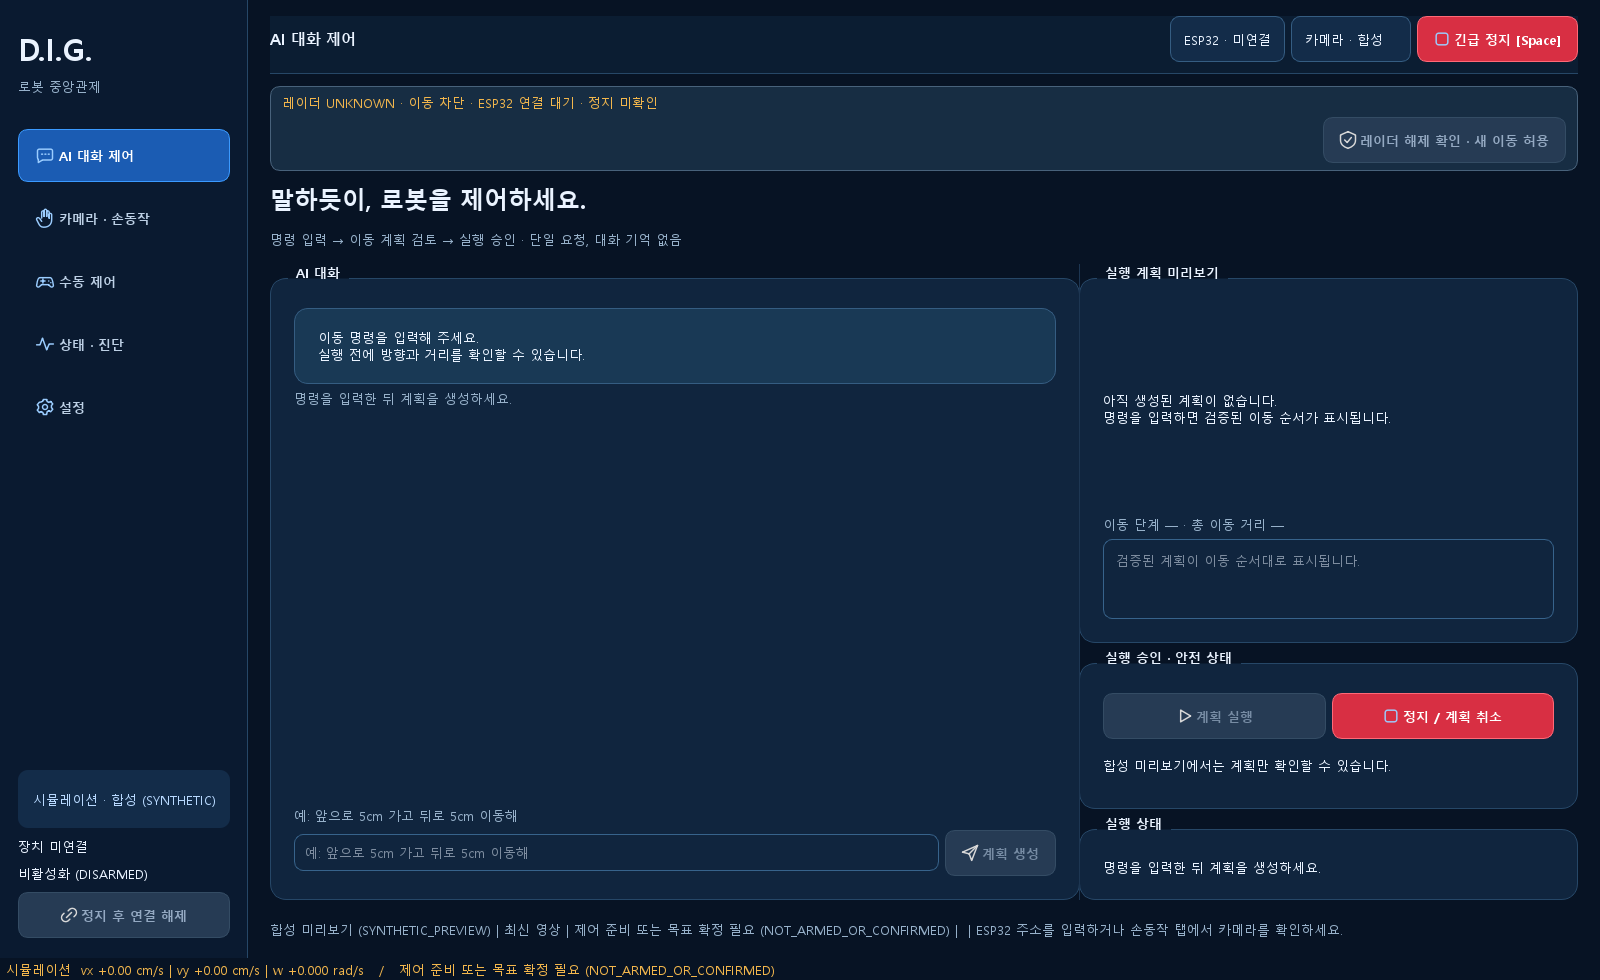 D.I.G.
로봇 중앙관제
AI 대화 제어
카메라 · 손동작
수동 제어
상태 · 진단
설정
시뮬레이션 · 합성 (SYNTHETIC)
장치 미연결
비활성화 (DISARMED)
정지 후 연결 해제
AI 대화 제어
ESP32 · 미연결
카메라 · 합성
긴급 정지 [Space]
레이더 UNKNOWN · 이동 차단 · ESP32 연결 대기 · 정지 미확인
레이더 해제 확인 · 새 이동 허용
말하듯이, 로봇을 제어하세요.
명령 입력 → 이동 계획 검토 → 실행 승인 · 단일 요청, 대화 기억 없음
AI 대화
이동 명령을 입력해 주세요.
실행 전에 방향과 거리를 확인할 수 있습니다.
명령을 입력한 뒤 계획을 생성하세요.
예: 앞으로 5cm 가고 뒤로 5cm 이동해
예: 앞으로 5cm 가고 뒤로 5cm 이동해
계획 생성
실행 계획 미리보기
아직 생성된 계획이 없습니다.
명령을 입력하면 검증된 이동 순서가 표시됩니다.
이동 단계 — · 총 이동 거리 —
검증된 계획이 이동 순서대로 표시됩니다.
실행 승인 · 안전 상태
계획 실행
정지 / 계획 취소
합성 미리보기에서는 계획만 확인할 수 있습니다.
실행 상태
명령을 입력한 뒤 계획을 생성하세요.
합성 미리보기 (SYNTHETIC_PREVIEW) | 최신 영상 | 제어 준비 또는 목표 확정 필요 (NOT_ARMED_OR_CONFIRMED) | | ESP32 주소를 입력하거나 손동작 탭에서 카메라를 확인하세요.
시뮬레이션 vx +0.00 cm/s | vy +0.00 cm/s | w +0.000 rad/s / 제어 준비 또는 목표 확정 필요 (NOT_ARMED_OR_CONFIRMED)